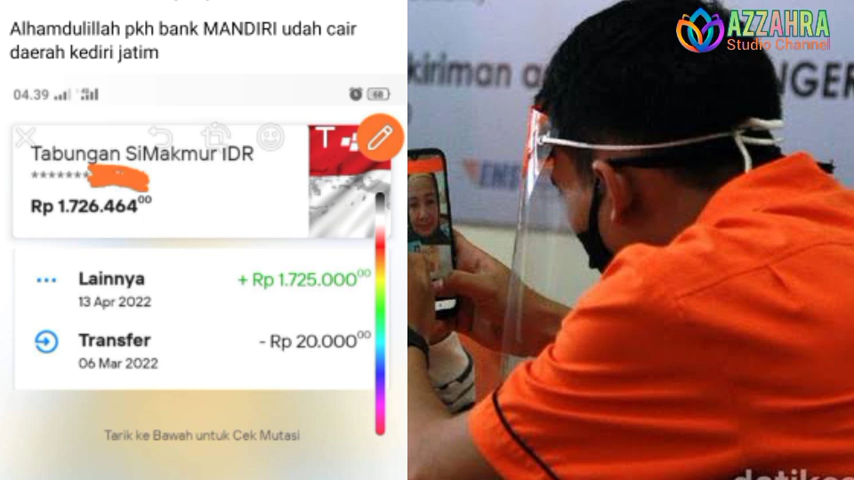 Alhamdulillah pkh bank MANDIRI udah cair
daerah kediri jatim
04.39
68
T
Tabungan SiMakmur IDR
*******
Rp 1.726.464⁰⁰
Lainnya
+ Rp 1.725.000⁰⁰
13 Apr 2022
Transfer
- Rp 20.000⁰⁰
06 Mar 2022
Tarik ke Bawah untuk Cek Mutasi
AZZAHRA
Studio Channel
kiriman